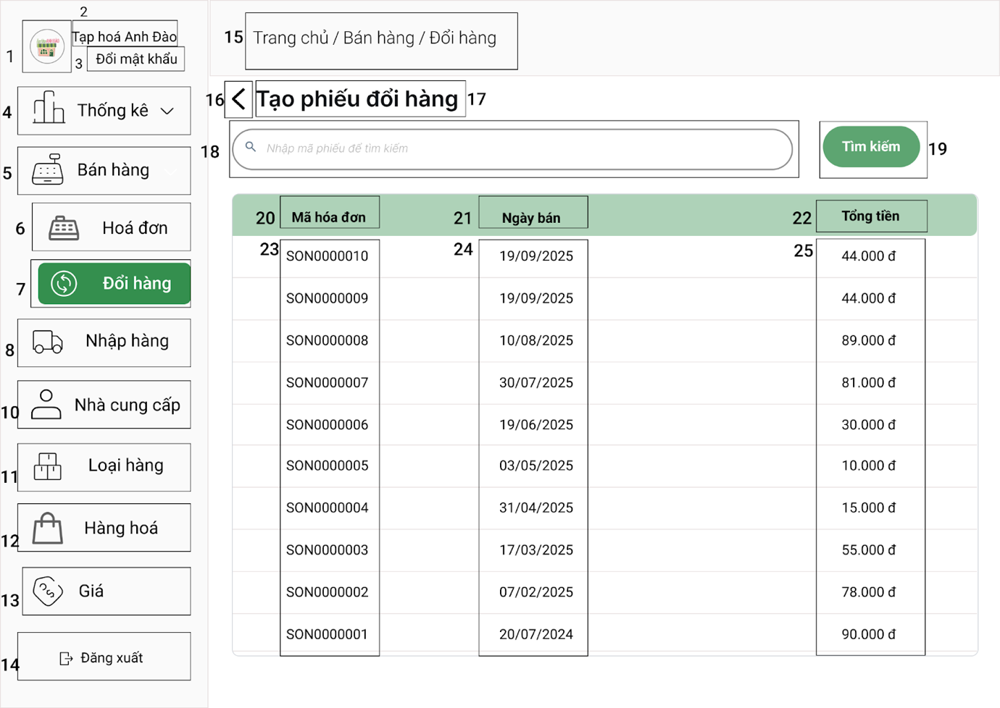 2
Tạp hoá Anh Đào
1
3
Đổi mật khẩu
4
Thống kê
5
Bán hàng
6
Hoá đơn
7
Đổi hàng
8
Nhập hàng
10
Nhà cung cấp
11
Loại hàng
12
Hàng hoá
13
Giá
14
Đăng xuất
15
Trang chủ / Bán hàng / Đổi hàng
16
Tạo phiếu đổi hàng
17
18
Nhập mã phiếu để tìm kiếm
Tìm kiếm
19
20 Mã hóa đơn 21 Ngày bán 22 Tổng tiền
23 SON0000010 24 19/09/2025 25 44.000 đ
SON0000009 19/09/2025 44.000 đ
SON0000008 10/08/2025 89.000 đ
SON0000007 30/07/2025 81.000 đ
SON0000006 19/06/2025 30.000 đ
SON0000005 03/05/2025 10.000 đ
SON0000004 31/04/2025 15.000 đ
SON0000003 17/03/2025 55.000 đ
SON0000002 07/02/2025 78.000 đ
SON0000001 20/07/2024 90.000 đ